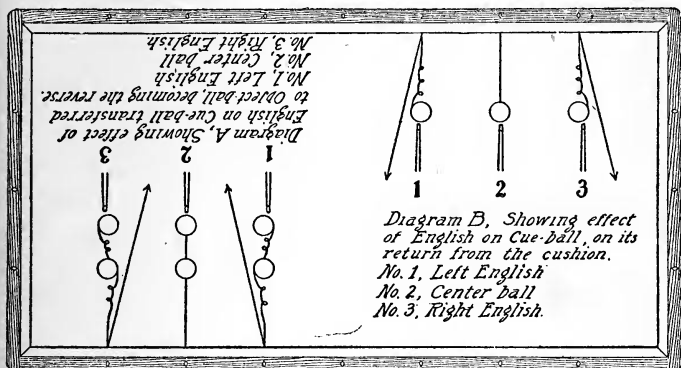 Diagram A, Showing effect of
English on Cue-ball transferred
to Object-ball, becoming the reverse.
No. 1, Left English
No. 2, Center ball
No. 3, Right English.
1 2 3
1 2 3
Diagram B, Showing effect
of English on Cue-ball, on its
return from the cushion.
No. 1, Left English
No. 2, Center ball
No. 3, Right English.